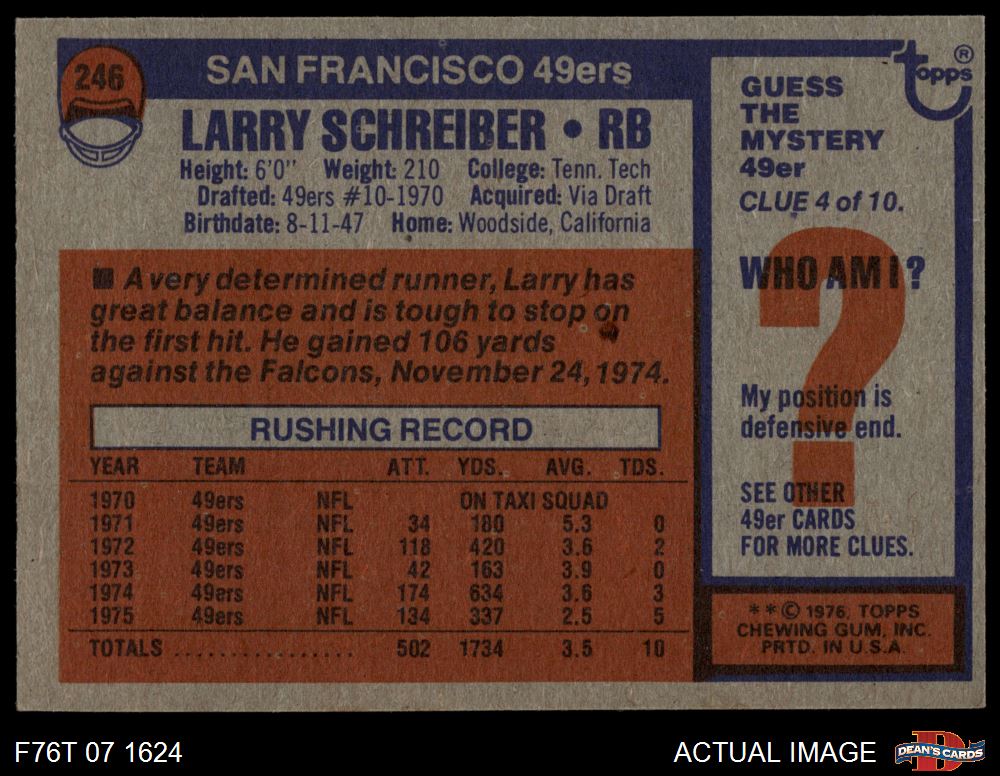 246
SAN FRANCISCO 49ers
LARRY SCHREIBER • RB
Height: 6'0" Weight: 210 College: Tenn. Tech
Drafted: 49ers #10-1970 Acquired: Via Draft
Birthdate: 8-11-47 Home: Woodside, California
■ A very determined runner, Larry has
great balance and is tough to stop on
the first hit. He gained 106 yards
against the Falcons, November 24, 1974.
RUSHING RECORD
YEAR TEAM ATT. YDS. AVG. TDS.
1970 49ers NFL ON TAXI SQUAD
1971 49ers NFL 34 180 5.3 0
1972 49ers NFL 118 420 3.6 2
1973 49ers NFL 42 163 3.9 0
1974 49ers NFL 174 634 3.6 3
1975 49ers NFL 134 337 2.5 5
TOTALS ................ 502 1734 3.5 10
topps ®
GUESS
THE
MYSTERY
49er
CLUE 4 of 10.
WHO AM I ?
?
My position is
defensive end.
SEE OTHER
49er CARDS
FOR MORE CLUES.
* * © 1976, TOPPS
CHEWING GUM, INC.
PRTD. IN U.S.A.
F76T 07 1624
ACTUAL IMAGE
D
DEAN'S CARDS